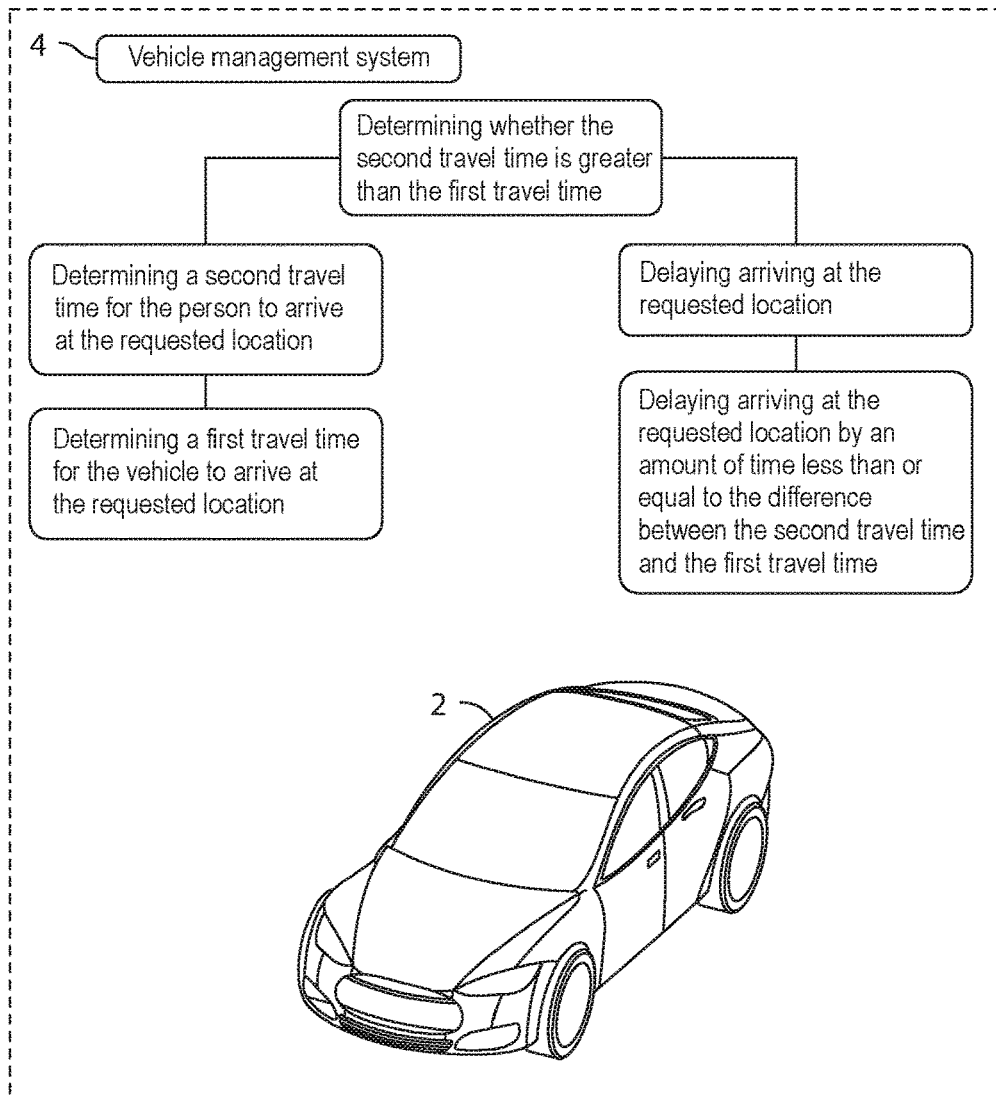 4
Vehicle management system
Determining whether the
second travel time is greater
than the first travel time
Determining a second travel
time for the person to arrive
at the requested location
Determining a first travel time
for the vehicle to arrive at
the requested location
Delaying arriving at the
requested location
Delaying arriving at the
requested location by an
amount of time less than or
equal to the difference
between the second travel time
and the first travel time
2